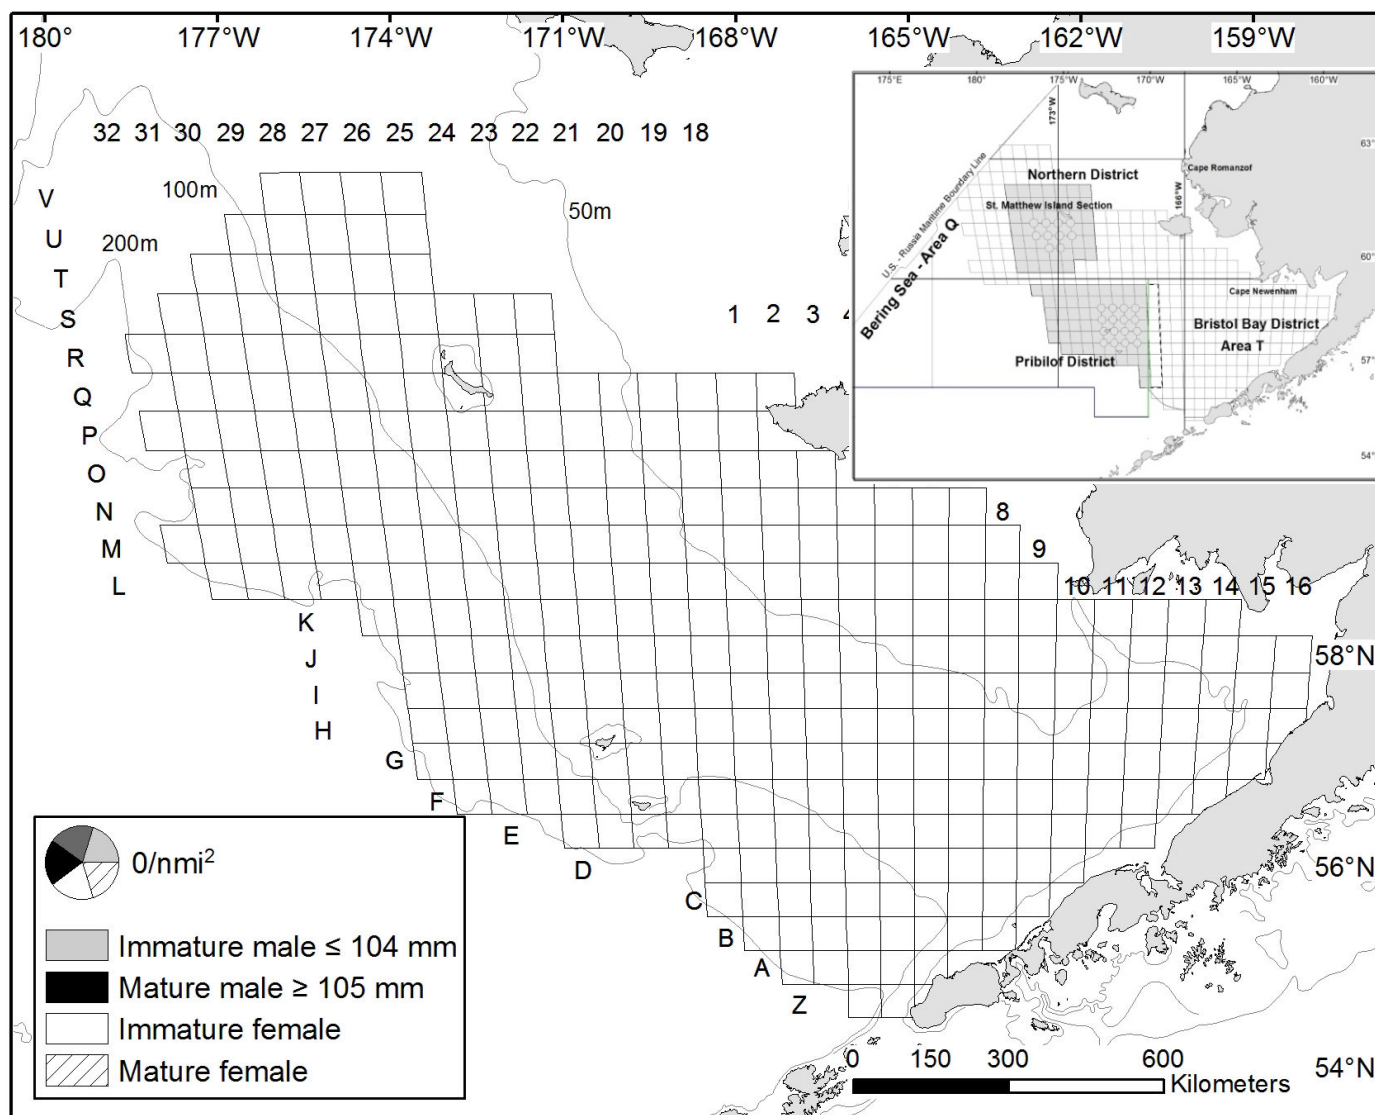 180° 177°W 174°W 171°W 168°W 165°W 162°W 159°W
175°E 180° 175°W 170°W 165°W 160°W
173°W
63°
Cape Romanzof
Northern District
166°W
St. Matthew Island Section
U.S. - Russia Maritime Boundary Line
Bering Sea - Area Q
60°
Cape Newenham
Bristol Bay District
Area T
57°
Pribilof District
54°
32 31 30 29 28 27 26 25 24 23 22 21 20 19 18
100m
50m
200m
V
U
T
S
R
Q
P
O
N
M
L
1 2 3 4
8
9
10 11 12 13 14 15 16
K
J
I
H
G
F
E
D
C
B
A
Z
58°N
56°N
54°N
0/nmi²
Immature male ≤ 104 mm
Mature male ≥ 105 mm
Immature female
Mature female
0 150 300 600
Kilometers